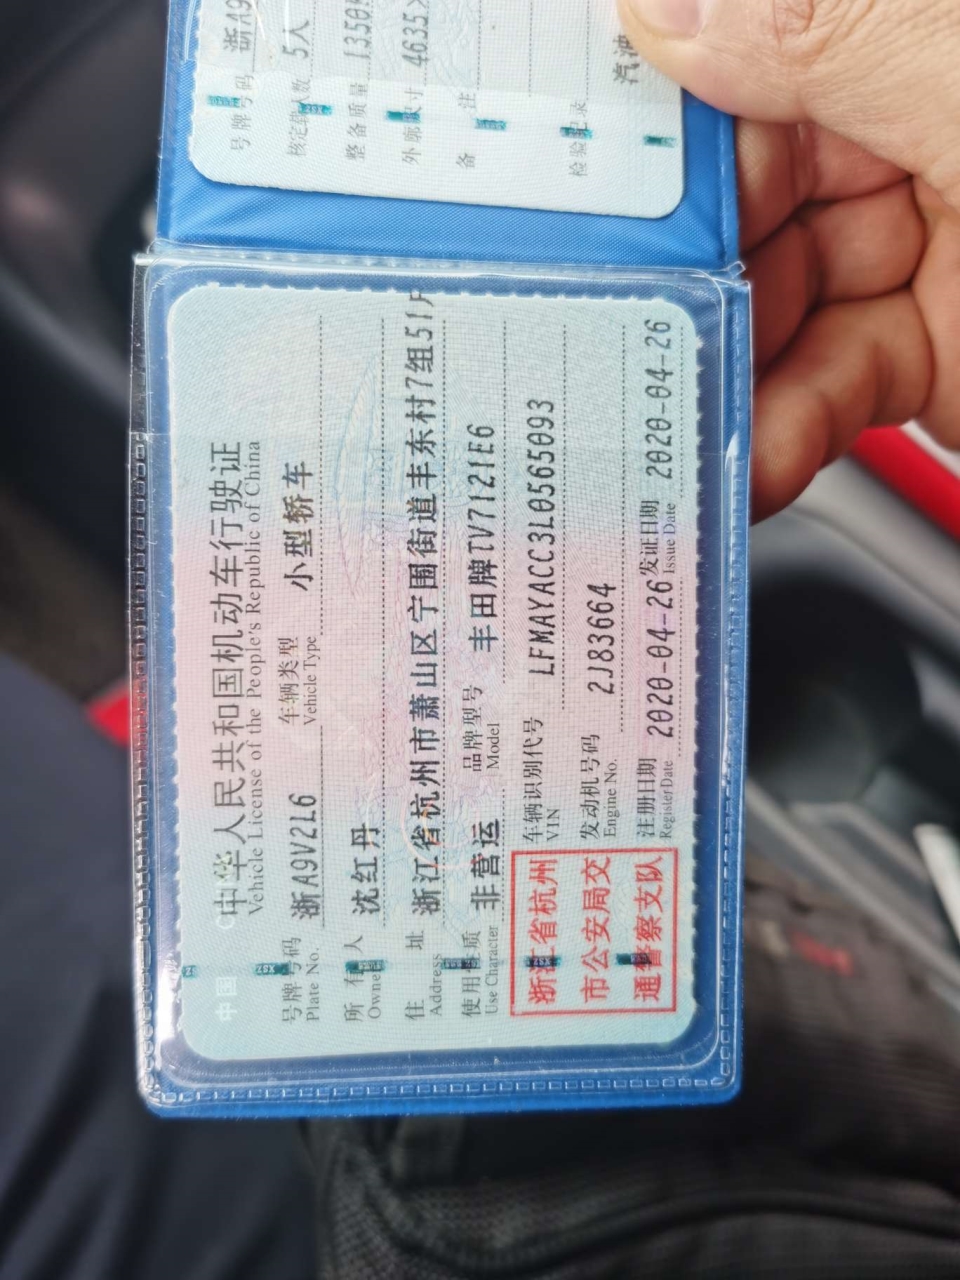 中华人民共和国机动车行驶证
Vehicle License of the People's Republic of China
号牌号码 浙A9V2L6 车辆类型 小型轿车
Plate No. Vehicle Type
所有人 沈红丹
Owner
住址 浙江省杭州市萧山区宁围街道丰东村7组51户
Address
使用性质 非营运 品牌型号 丰田牌TV7121E6
Use Character Model
浙江省杭州
市公安局交
通警察支队
车辆识别代号 LFMAYACC3L0565093
VIN
发动机号码 2J83664
Engine No.
注册日期 2020-04-26 发证日期 2020-04-26
Register Date Issue Date
号牌号码 浙A9
核定载人数 5人
整备质量 1350
外廓尺寸 4635×
备注
检验记录
汽油